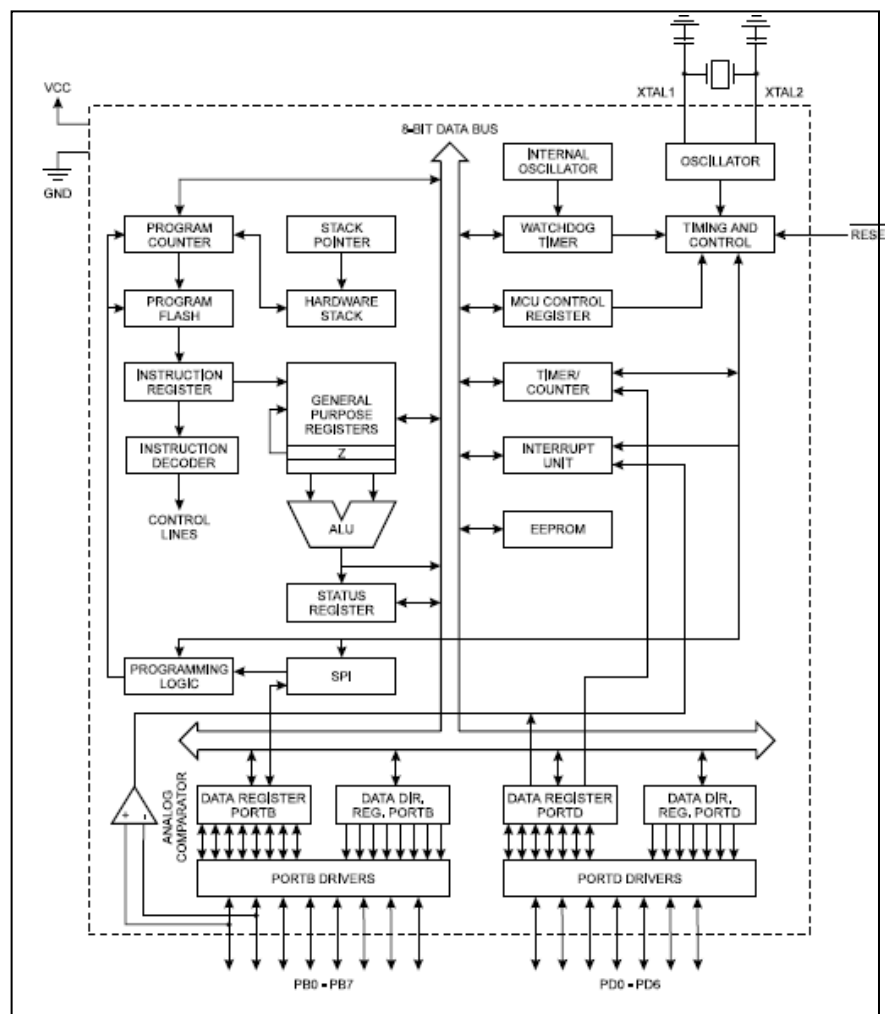 XTAL1
XTAL2
VCC
GND
8-BIT DATA BUS
INTERNAL
OSCILLATOR
OSCILLATOR
PROGRAM
COUNTER
STACK
POINTER
WATCHDOG
TIMER
TIMING AND
CONTROL
RESE
PROGRAM
FLASH
HARDWARE
STACK
MCU CONTROL
REGISTER
INSTRUCTION
REGISTER
GENERAL
PURPOSE
REGISTERS
Z
TIMER/
COUNTER
INSTRUCTION
DECODER
INTERRUPT
UNIT
CONTROL
LINES
ALU
EEPROM
STATUS
REGISTER
PROGRAMMING
LOGIC
SPI
ANALOG
COMPARATOR
+ -
DATA REGISTER
PORTB
DATA DIR,
REG. PORTB
DATA REGISTER
PORTD
DATA DIR,
REG. PORTD
PORTB DRIVERS
PORTD DRIVERS
PB0 - PB7
PD0 - PD6